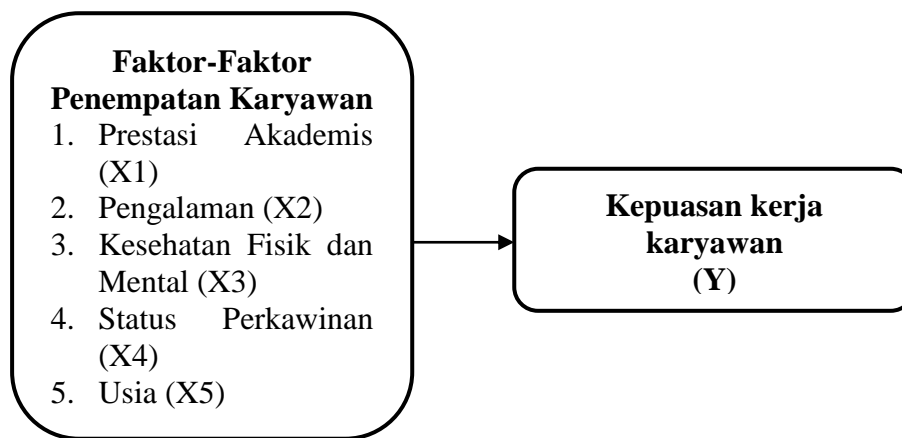 Faktor-Faktor
Penempatan Karyawan
1. Prestasi Akademis
(X1)
2. Pengalaman (X2)
3. Kesehatan Fisik dan
Mental (X3)
4. Status Perkawinan
(X4)
5. Usia (X5)
Kepuasan kerja
karyawan
(Y)